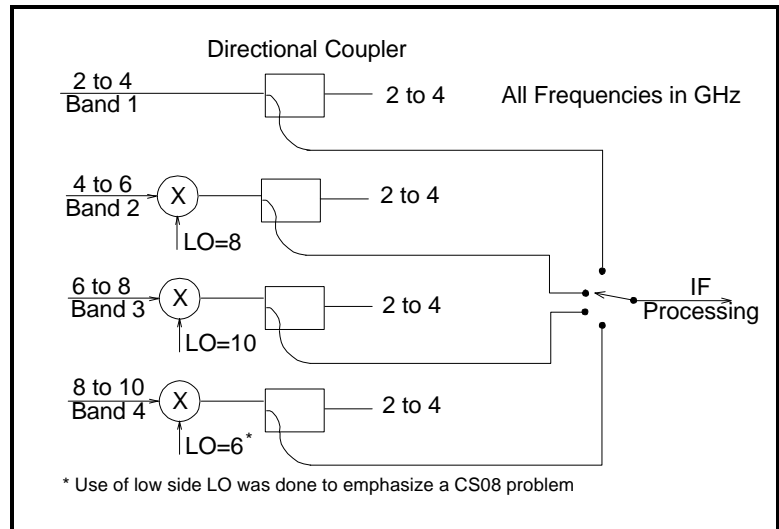 Directional Coupler
2 to 4
Band 1
2 to 4
All Frequencies in GHz
4 to 6
Band 2
X
LO=8
2 to 4
6 to 8
Band 3
X
LO=10
2 to 4
IF
Processing
8 to 10
Band 4
X
LO=6*
2 to 4
* Use of low side LO was done to emphasize a CS08 problem